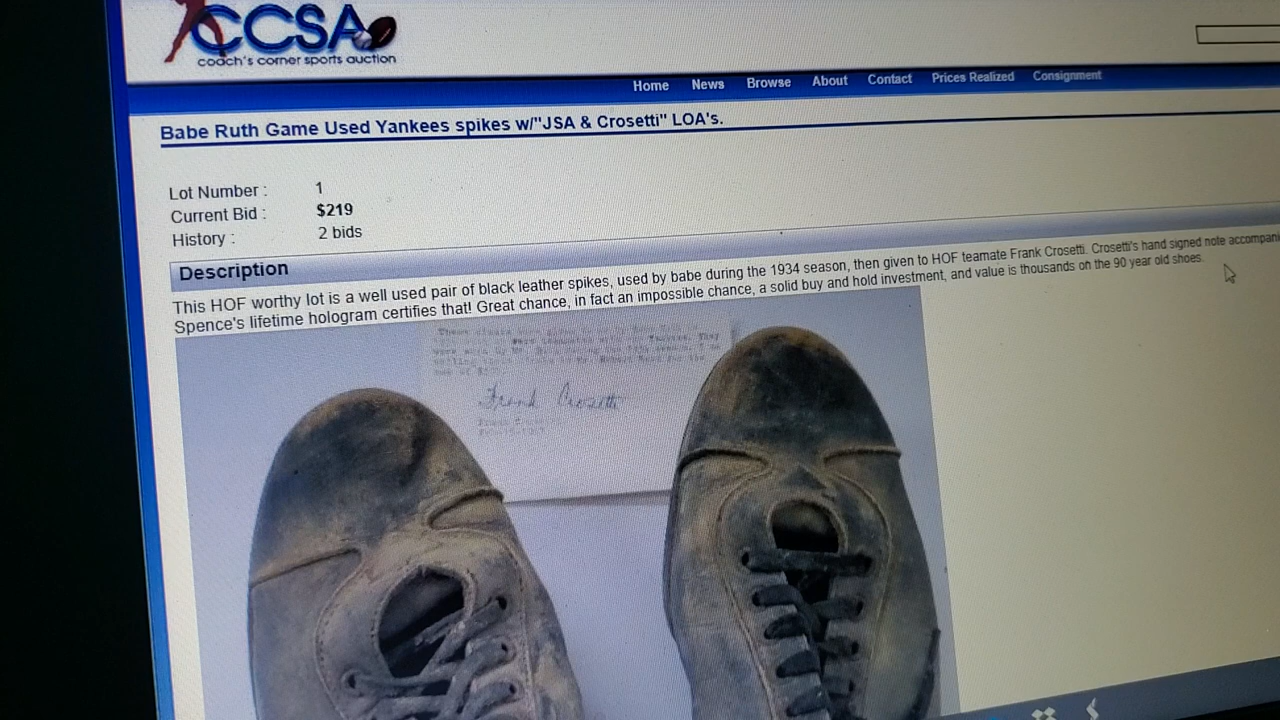 CCSA
coach's corner sports auction
Home News Browse About Contact Prices Realized Consignment
Babe Ruth Game Used Yankees spikes w/"JSA & Crosetti" LOA's.
Lot Number : 1
Current Bid : $219
History : 2 bids
Description
This HOF worthy lot is a well used pair of black leather spikes, used by babe during the 1934 season, then given to HOF teamate Frank Crosetti. Crosetti's hand signed note
Spence's lifetime hologram certifies that! Great chance, in fact an impossible chance, a solid buy and hold investment, and value is thousands on the 90 year old shoes.
Frank Crosetti